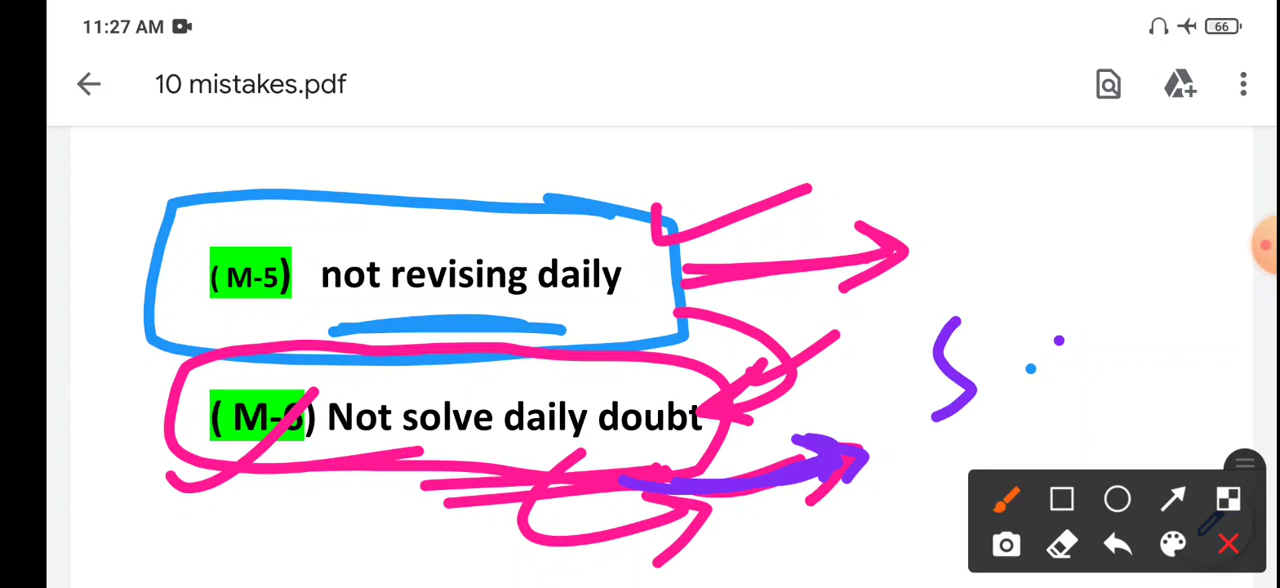 11:27 AM
66
10 mistakes.pdf
( M-5) not revising daily
S
( M-6) Not solve daily doubt